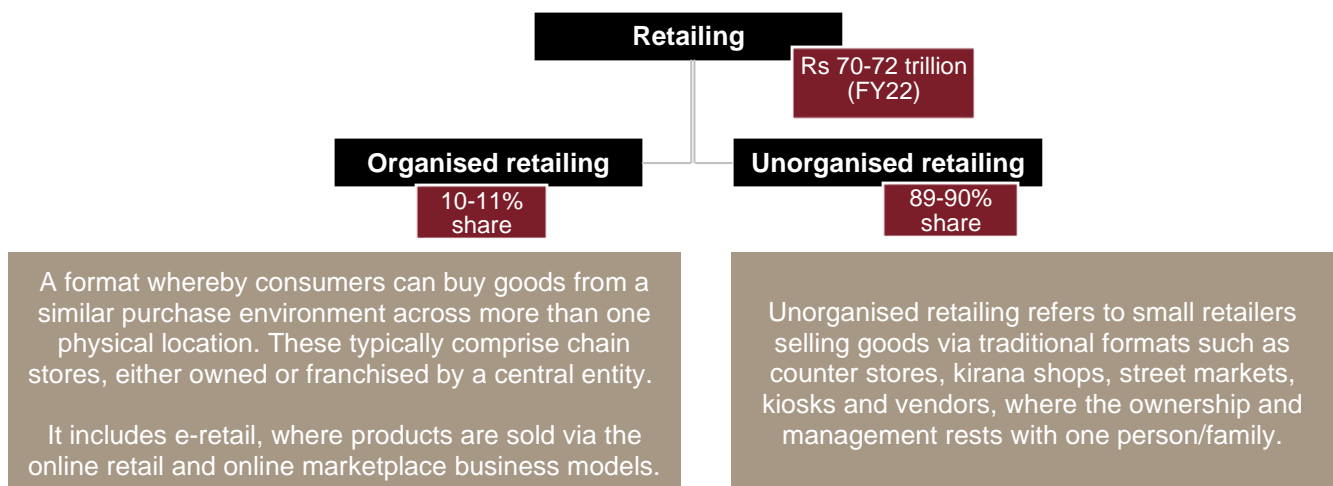 Retailing
Rs 70-72 trillion
(FY22)
Organised retailing
10-11%
share
Unorganised retailing
89-90%
share
A format whereby consumers can buy goods from a
similar purchase environment across more than one
physical location. These typically comprise chain
stores, either owned or franchised by a central entity.
It includes e-retail, where products are sold via the
online retail and online marketplace business models.
Unorganised retailing refers to small retailers
selling goods via traditional formats such as
counter stores, kirana shops, street markets,
kiosks and vendors, where the ownership and
management rests with one person/family.